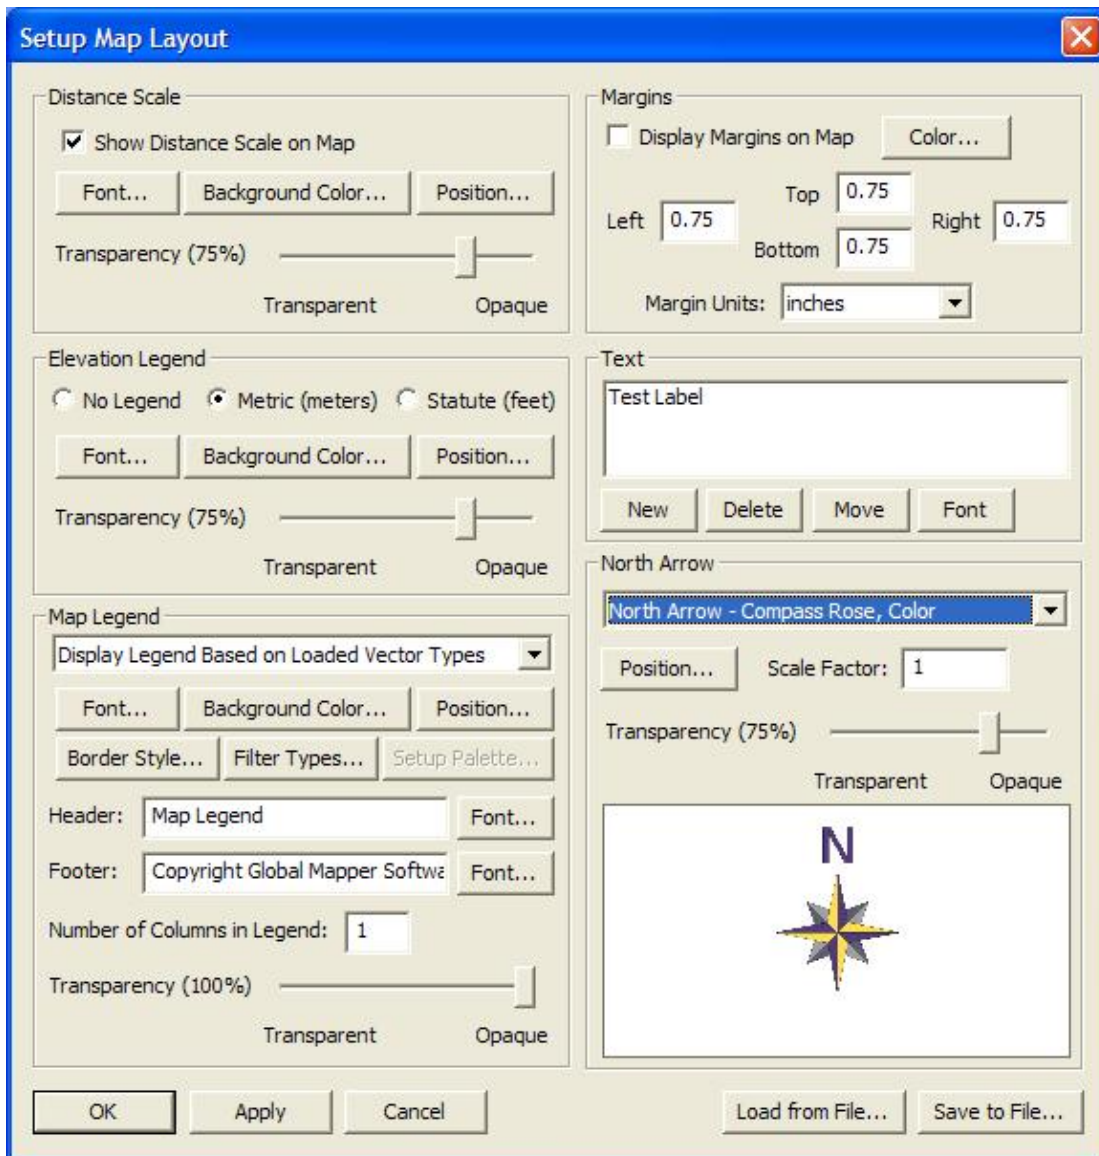 Setup Map Layout
Distance Scale
Show Distance Scale on Map
Font... Background Color... Position...
Transparency (75%)
Transparent Opaque
Elevation Legend
No Legend Metric (meters) Statute (feet)
Font... Background Color... Position...
Transparency (75%)
Transparent Opaque
Map Legend
Display Legend Based on Loaded Vector Types
Font... Background Color... Position...
Border Style... Filter Types... Setup Palette...
Header: Map Legend Font...
Footer: Copyright Global Mapper Softwa Font...
Number of Columns in Legend: 1
Transparency (100%)
Transparent Opaque
Margins
Display Margins on Map Color...
Top 0.75
Left 0.75 Right 0.75
Bottom 0.75
Margin Units: inches
Text
Test Label
New Delete Move Font
North Arrow
North Arrow - Compass Rose, Color
Position... Scale Factor: 1
Transparency (75%)
Transparent Opaque
N
OK Apply Cancel Load from File... Save to File...